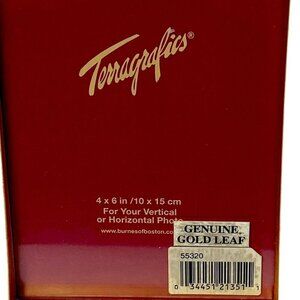 Terragrafics®
4 x 6 in /10 x 15 cm
For Your Vertical
or Horizontal Photo
www.burnesofboston.com
GENUINE
GOLD LEAF
55320
0 34451 21351